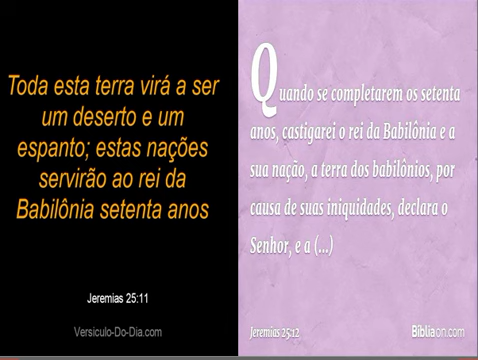 Toda esta terra virá a ser
um deserto e um
espanto; estas nações
servirão ao rei da
Babilônia setenta anos
Jeremias 25:11
Versiculo-Do-Dia.com
Quando se completarem os setenta
anos, castigarei o rei da Babilônia e a
sua nação, a terra dos babilônios, por
causa de suas iniquidades, declara o
Senhor, e a (...)
Jeremias 25:12
Bíbliaon.com